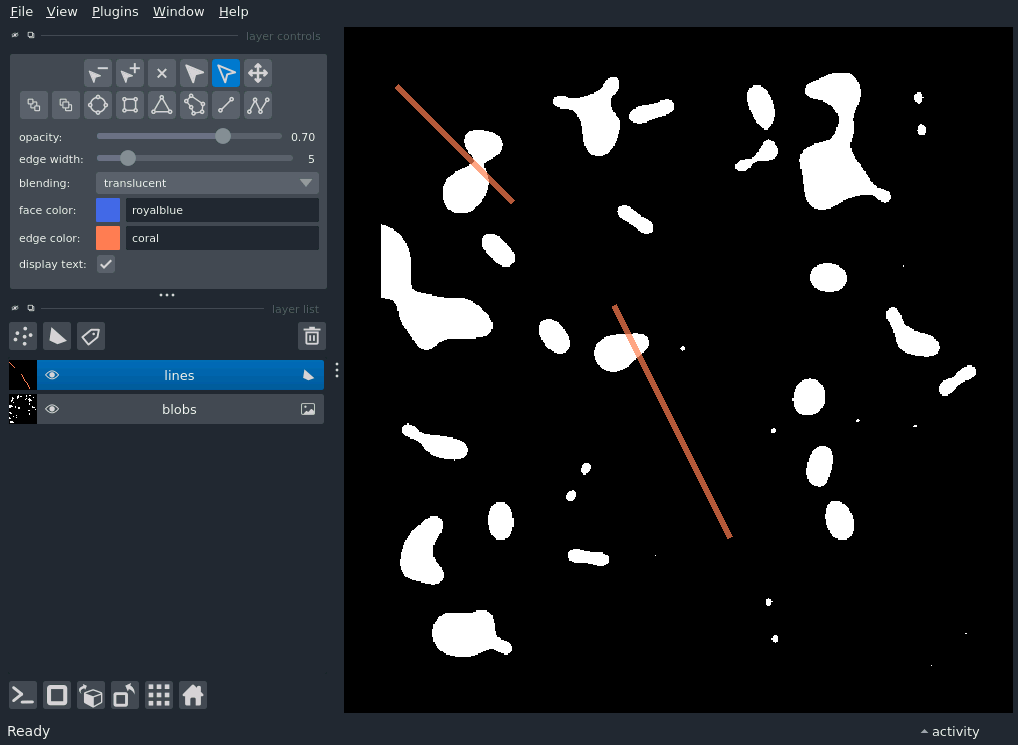 File View Plugins Window Help
layer controls
opacity: 0.70
edge width: 5
blending: translucent
face color: royalblue
edge color: coral
display text:
layer list
lines
blobs
Ready
activity